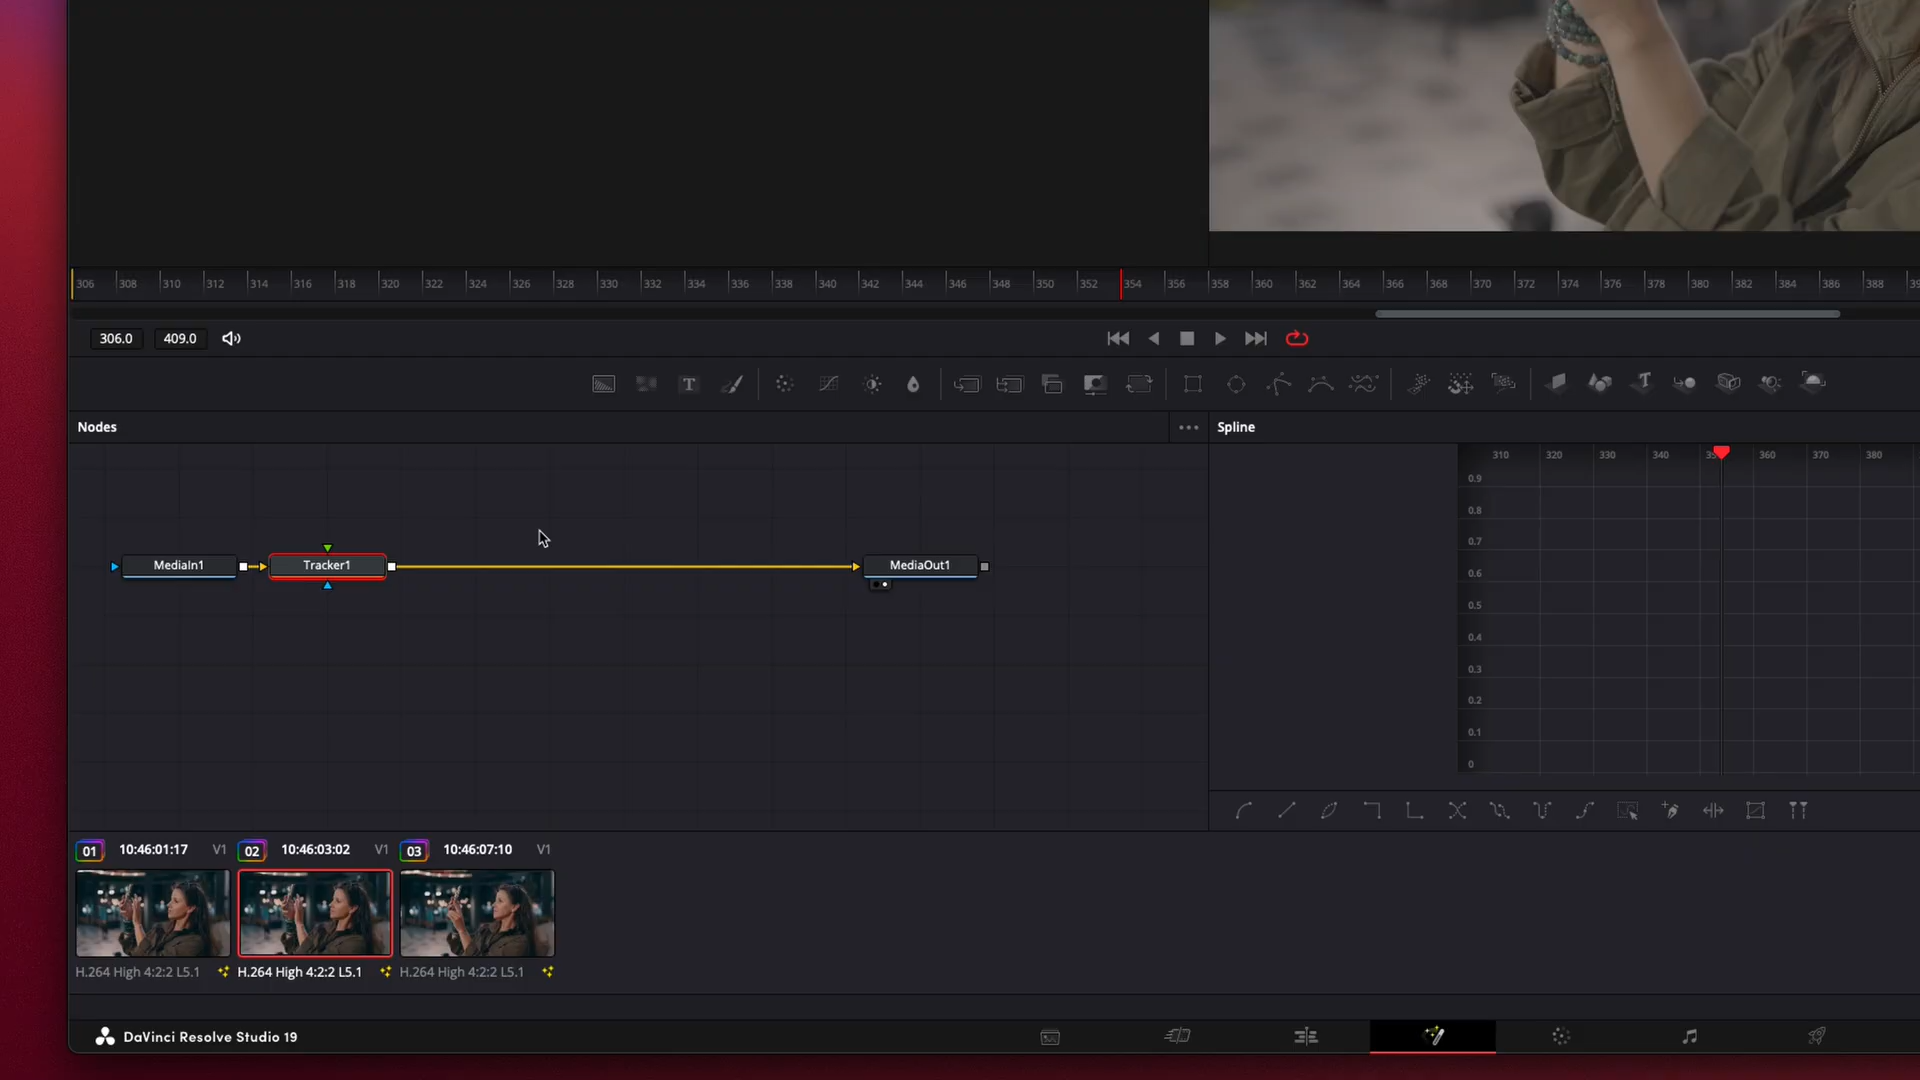 306 308 310 312 314 316 318 320 322 324 326 328 330 332 334 336 338 340 342 344 346 348 350 352 354 356 358 360 362 364 366 368 370 372 374 376 378 380 382 384 386 388
306.0 409.0
T
T
Nodes
Spline
310 320 330 340 360 370 380
0.9
0.8
0.7
0.6
0.5
0.4
0.3
0.2
0.1
0
MediaIn1
Tracker1
MediaOut1
01 10:46:01:17 V1 02 10:46:03:02 V1 03 10:46:07:10 V1
H.264 High 4:2:2 L5.1 H.264 High 4:2:2 L5.1 H.264 High 4:2:2 L5.1
DaVinci Resolve Studio 19